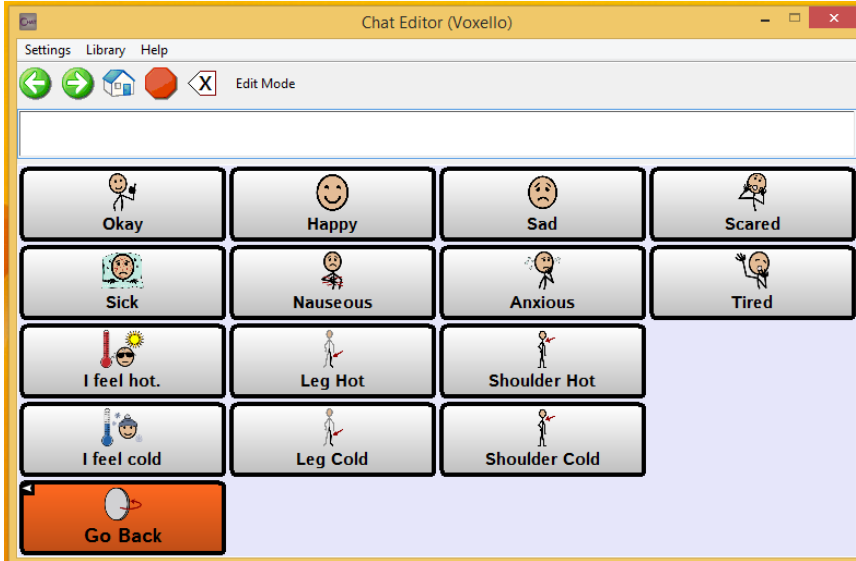 Chat Editor (Voxello)
Settings Library Help
X Edit Mode
Okay Happy Sad Scared
Sick Nauseous Anxious Tired
I feel hot. Leg Hot Shoulder Hot
I feel cold Leg Cold Shoulder Cold
Go Back